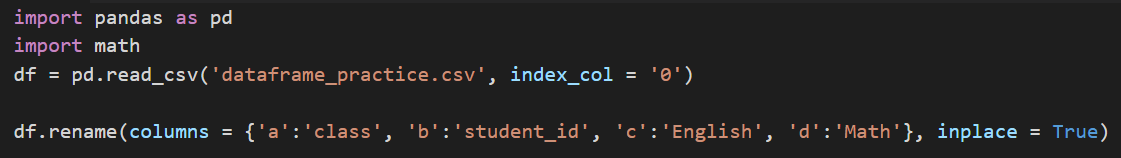 import pandas as pd
import math
df = pd.read_csv('dataframe_practice.csv', index_col = '0')
df.rename(columns = {'a':'class', 'b':'student_id', 'c':'English', 'd':'Math'}, inplace = True)